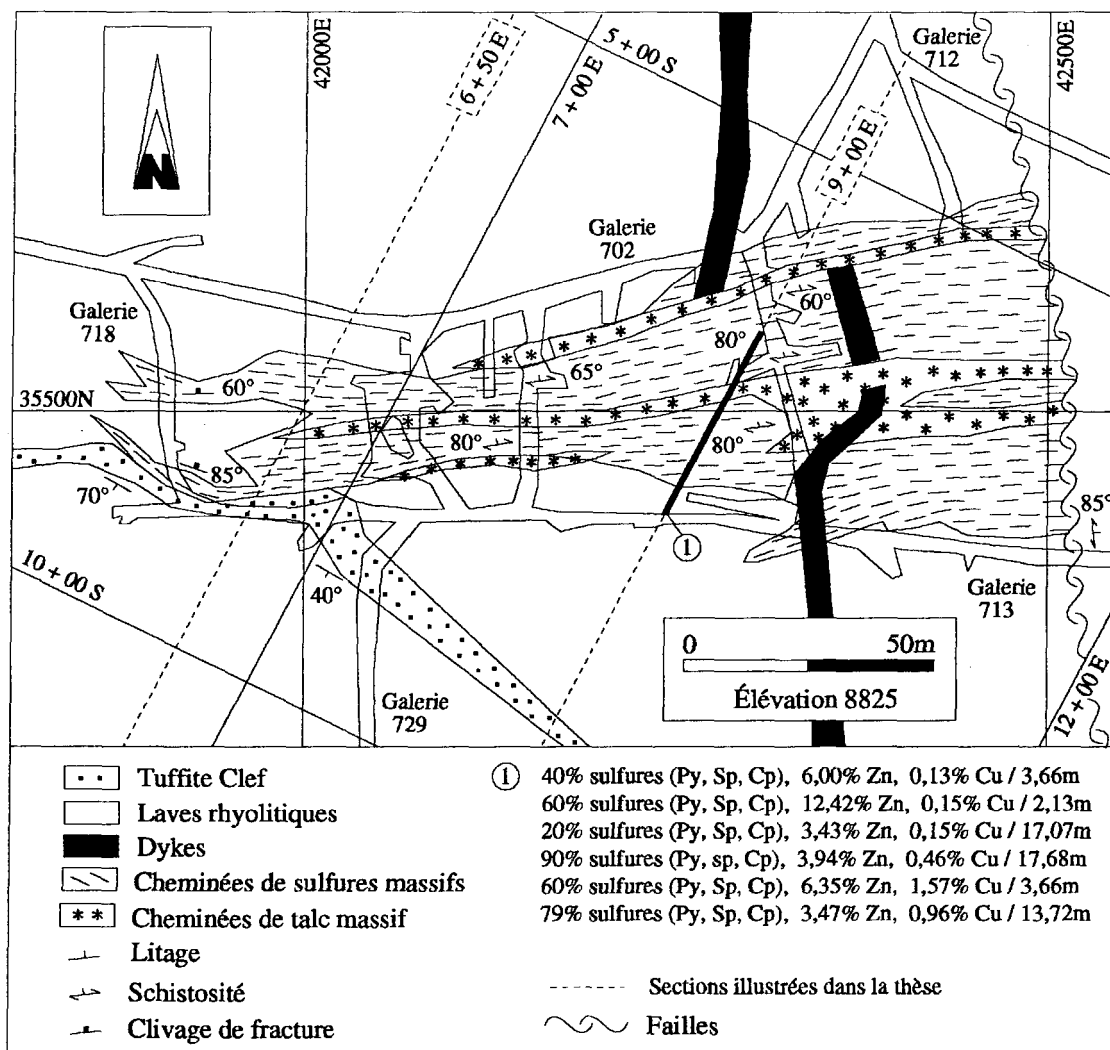 42000E
6 + 50 E
7 + 00 E
5 + 00 S
Galerie
712
42500E
N
9 + 00 E
Galerie
702
60°
Galerie
718
80°
65°
60°
35500N
80°
80°
85°
70°
85°
1
10 + 00 S
40°
Galerie
713
0 50m
Élévation 8825
Galerie
729
12 + 00 E
Tuffite Clef
Laves rhyolitiques
Dykes
Cheminées de sulfures massifs
Cheminées de talc massif
Litage
Schistosité
Clivage de fracture
1 40% sulfures (Py, Sp, Cp), 6,00% Zn, 0,13% Cu / 3,66m
60% sulfures (Py, Sp, Cp), 12,42% Zn, 0,15% Cu / 2,13m
20% sulfures (Py, Sp, Cp), 3,43% Zn, 0,15% Cu / 17,07m
90% sulfures (Py, sp, Cp), 3,94% Zn, 0,46% Cu / 17,68m
60% sulfures (Py, Sp, Cp), 6,35% Zn, 1,57% Cu / 3,66m
79% sulfures (Py, Sp, Cp), 3,47% Zn, 0,96% Cu / 13,72m
Sections illustrées dans la thèse
Failles